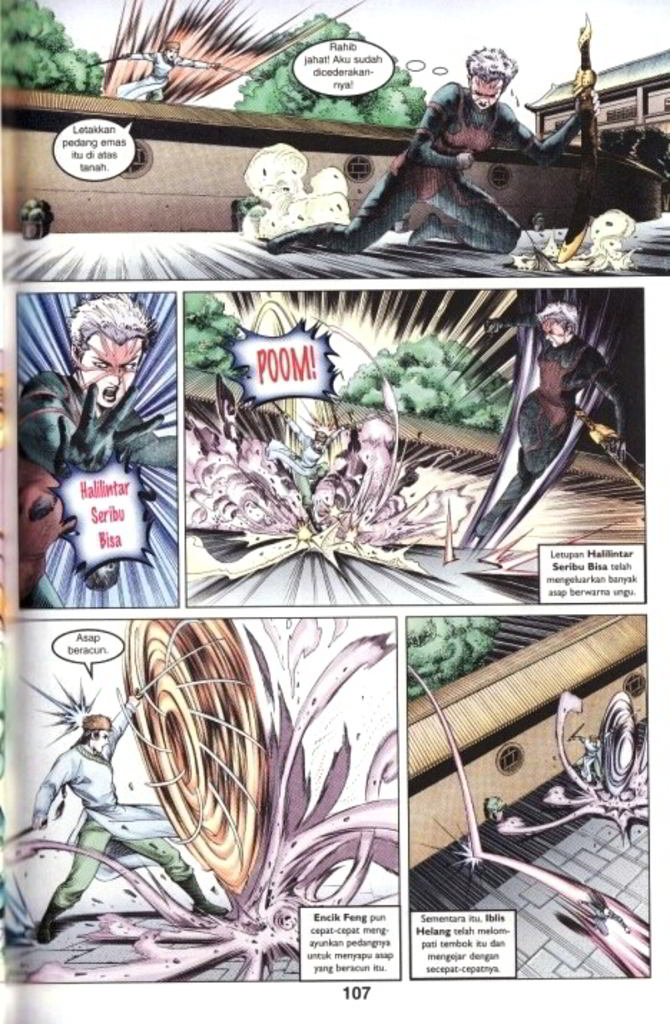 Rahib
jahat! Aku sudah
dicederakan-
nya!
Letakkan
pedang emas
itu di atas
tanah.
Halilintar
Seribu
Bisa
POOM!
Letupan Halilintar
Seribu Bisa telah
mengeluarkan banyak
asap berwarna ungu.
Asap
beracun.
Encik Feng pun
cepat-cepat meng-
ayunkan pedangnya
untuk menyapu asap
yang beracun itu.
Sementara itu, Iblis
Helang telah melom-
pati tembok itu dan
mengejar dengan
secepat-cepatnya.
107